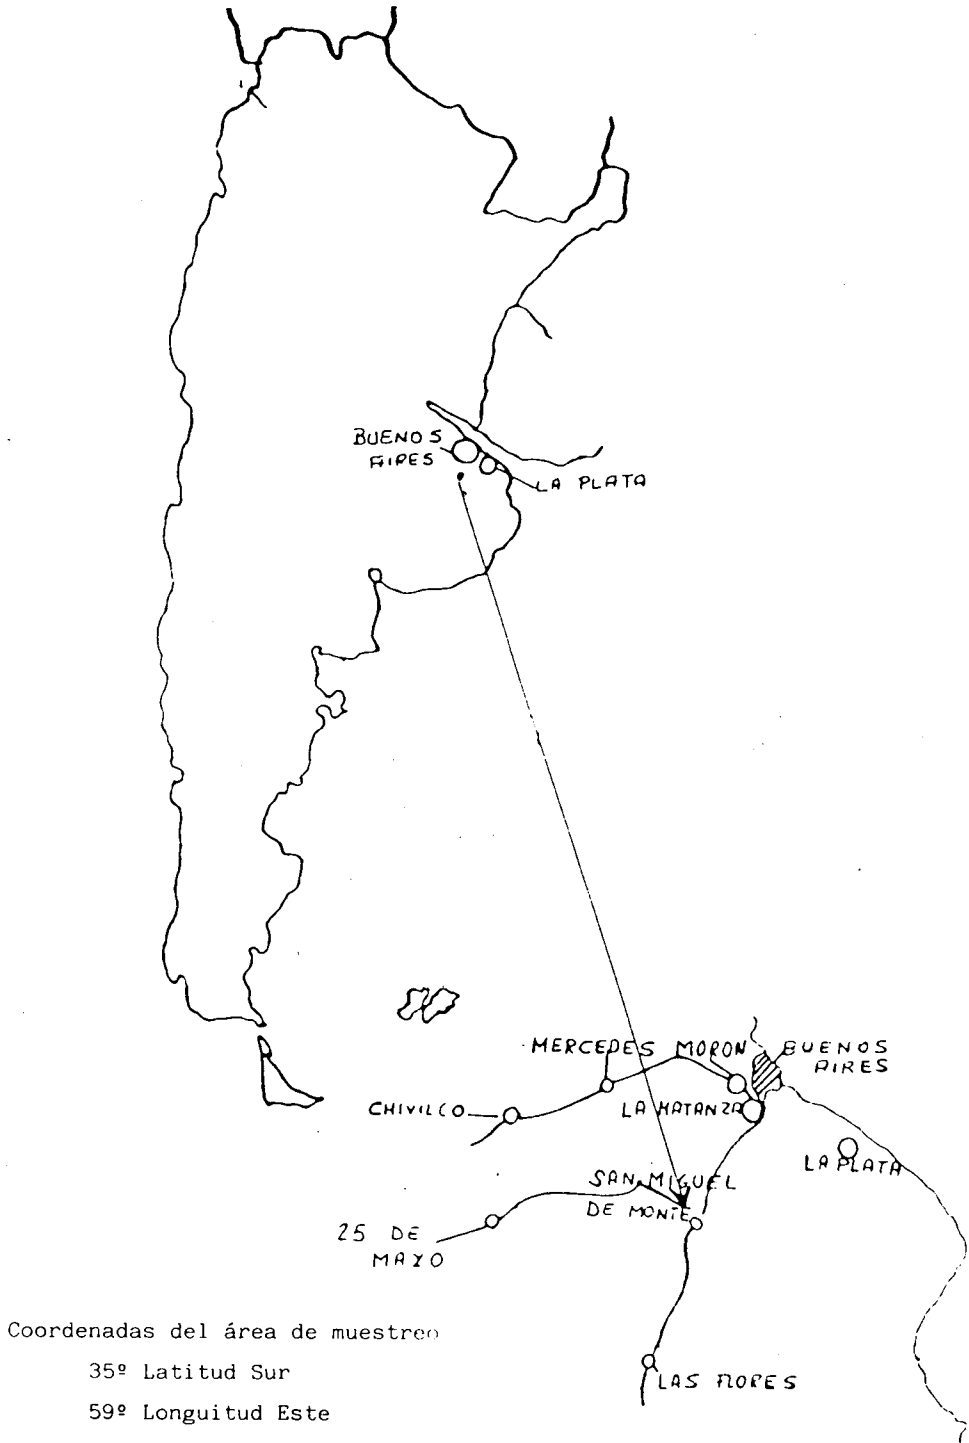 BUENOS
AIRES
LA PLATA
MERCEDES
MORON
BUENOS
AIRES
CHIVILCO
LA MATANZA
LA PLATA
SAN MIGUEL
DE MONTE
25 DE
MAYO
LAS FLORES
Coordenadas del área de muestreo
35º Latitud Sur
59º Longuitud Este